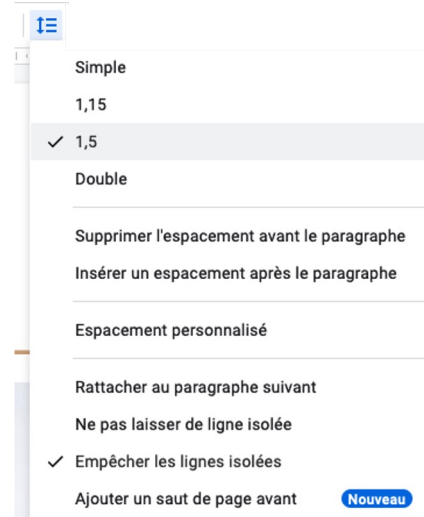 Simple
1,15
1,5
Double
Supprimer l'espacement avant le paragraphe
Insérer un espacement après le paragraphe
Espacement personnalisé
Rattacher au paragraphe suivant
Ne pas laisser de ligne isolée
Empêcher les lignes isolées
Ajouter un saut de page avant Nouveau